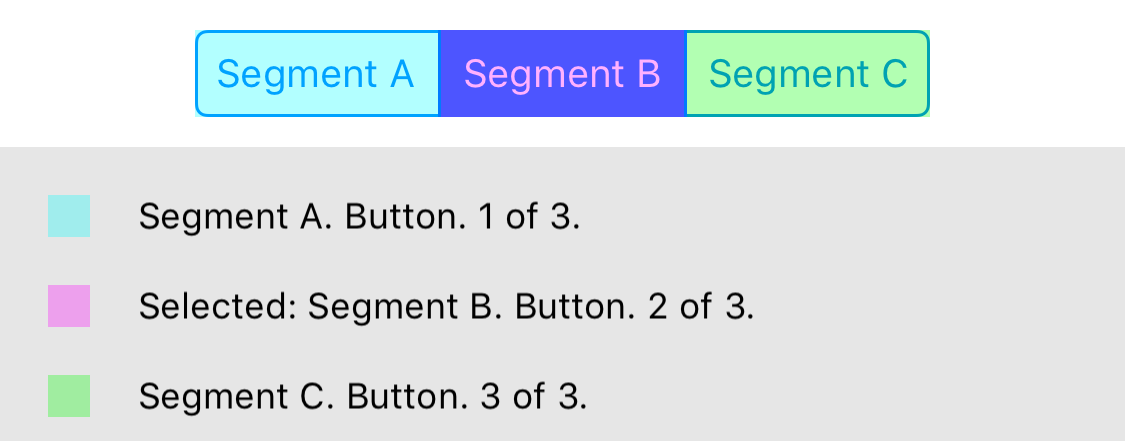 Segment A Segment B Segment C
Segment A. Button. 1 of 3.
Selected: Segment B. Button. 2 of 3.
Segment C. Button. 3 of 3.